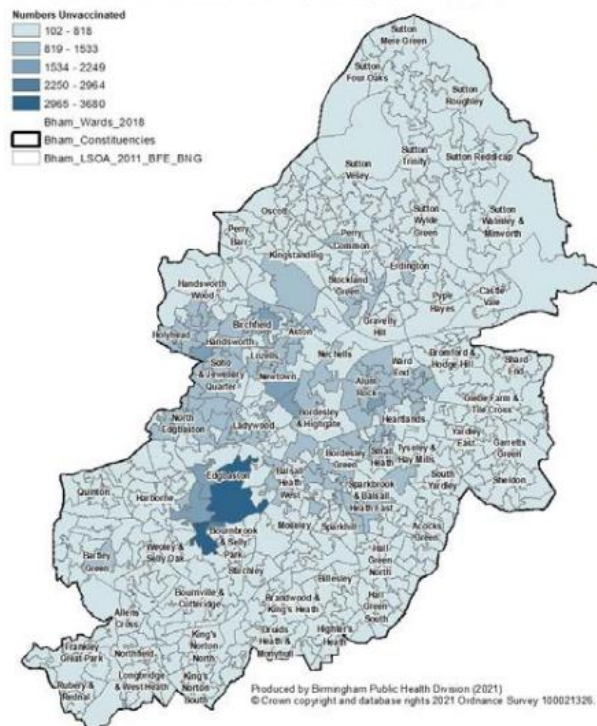 Numbers Unvaccinated
102 - 818
819 - 1533
1534 - 2249
2250 - 2964
2965 - 3680
Bham_Wards_2018
Bham_Constituencies
Bham_LSOA_2011_BFE_BNG
Sutton
Mere Green
Sutton
Four Oaks
Sutton
Roughley
Sutton
Vesey
Sutton
Trinity
Sutton Reddicap
Oscott
Sutton
Wylde
Green
Sutton
Walmley &
Minworth
Perry
Barr
Perry
Common
Kingstanding
Erdington
Handsworth
Wood
Stockland
Green
Pype
Hayes
Castle
Vale
Birchfield
Gravelly
Hill
Holyhead
Handsworth
Aston
Lozells
Nechells
Ward
End
Bromford &
Hodge Hill
Shard
End
Soho
& Jewellery
Quarter
Newtown
Alum
Rock
Glebe Farm &
Tile Cross
Heartlands
North
Edgbaston
Ladywood
Bordesley
& Highgate
Yardley
East
Garretts
Green
Bordesley
Green
Small
Heath
Tyseley &
Hay Mills
Edgbaston
Balsall
Heath
West
South
Yardley
Sheldon
Quinton
Harborne
Sparkbrook
& Balsall
Heath East
Moseley
Sparkhill
Acocks
Green
Bournbrook
& Selly
Park
Bartley
Green
Weoley &
Selly Oak
Stirchley
Hall
Green
North
Billesley
Bournville &
Cotteridge
Brandwood &
King's Heath
Hall
Green
South
Allens
Cross
Highter's
Heath
Druids
Heath &
Monyhull
Frankley
Great Park
Northfield
King's
Norton
North
Rubery &
Rednal
Longbridge
& West Heath
King's
Norton
South
Produced by Birmingham Public Health Division (2021)
© Crown copyright and database rights 2021 Ordnance Survey 100021326.